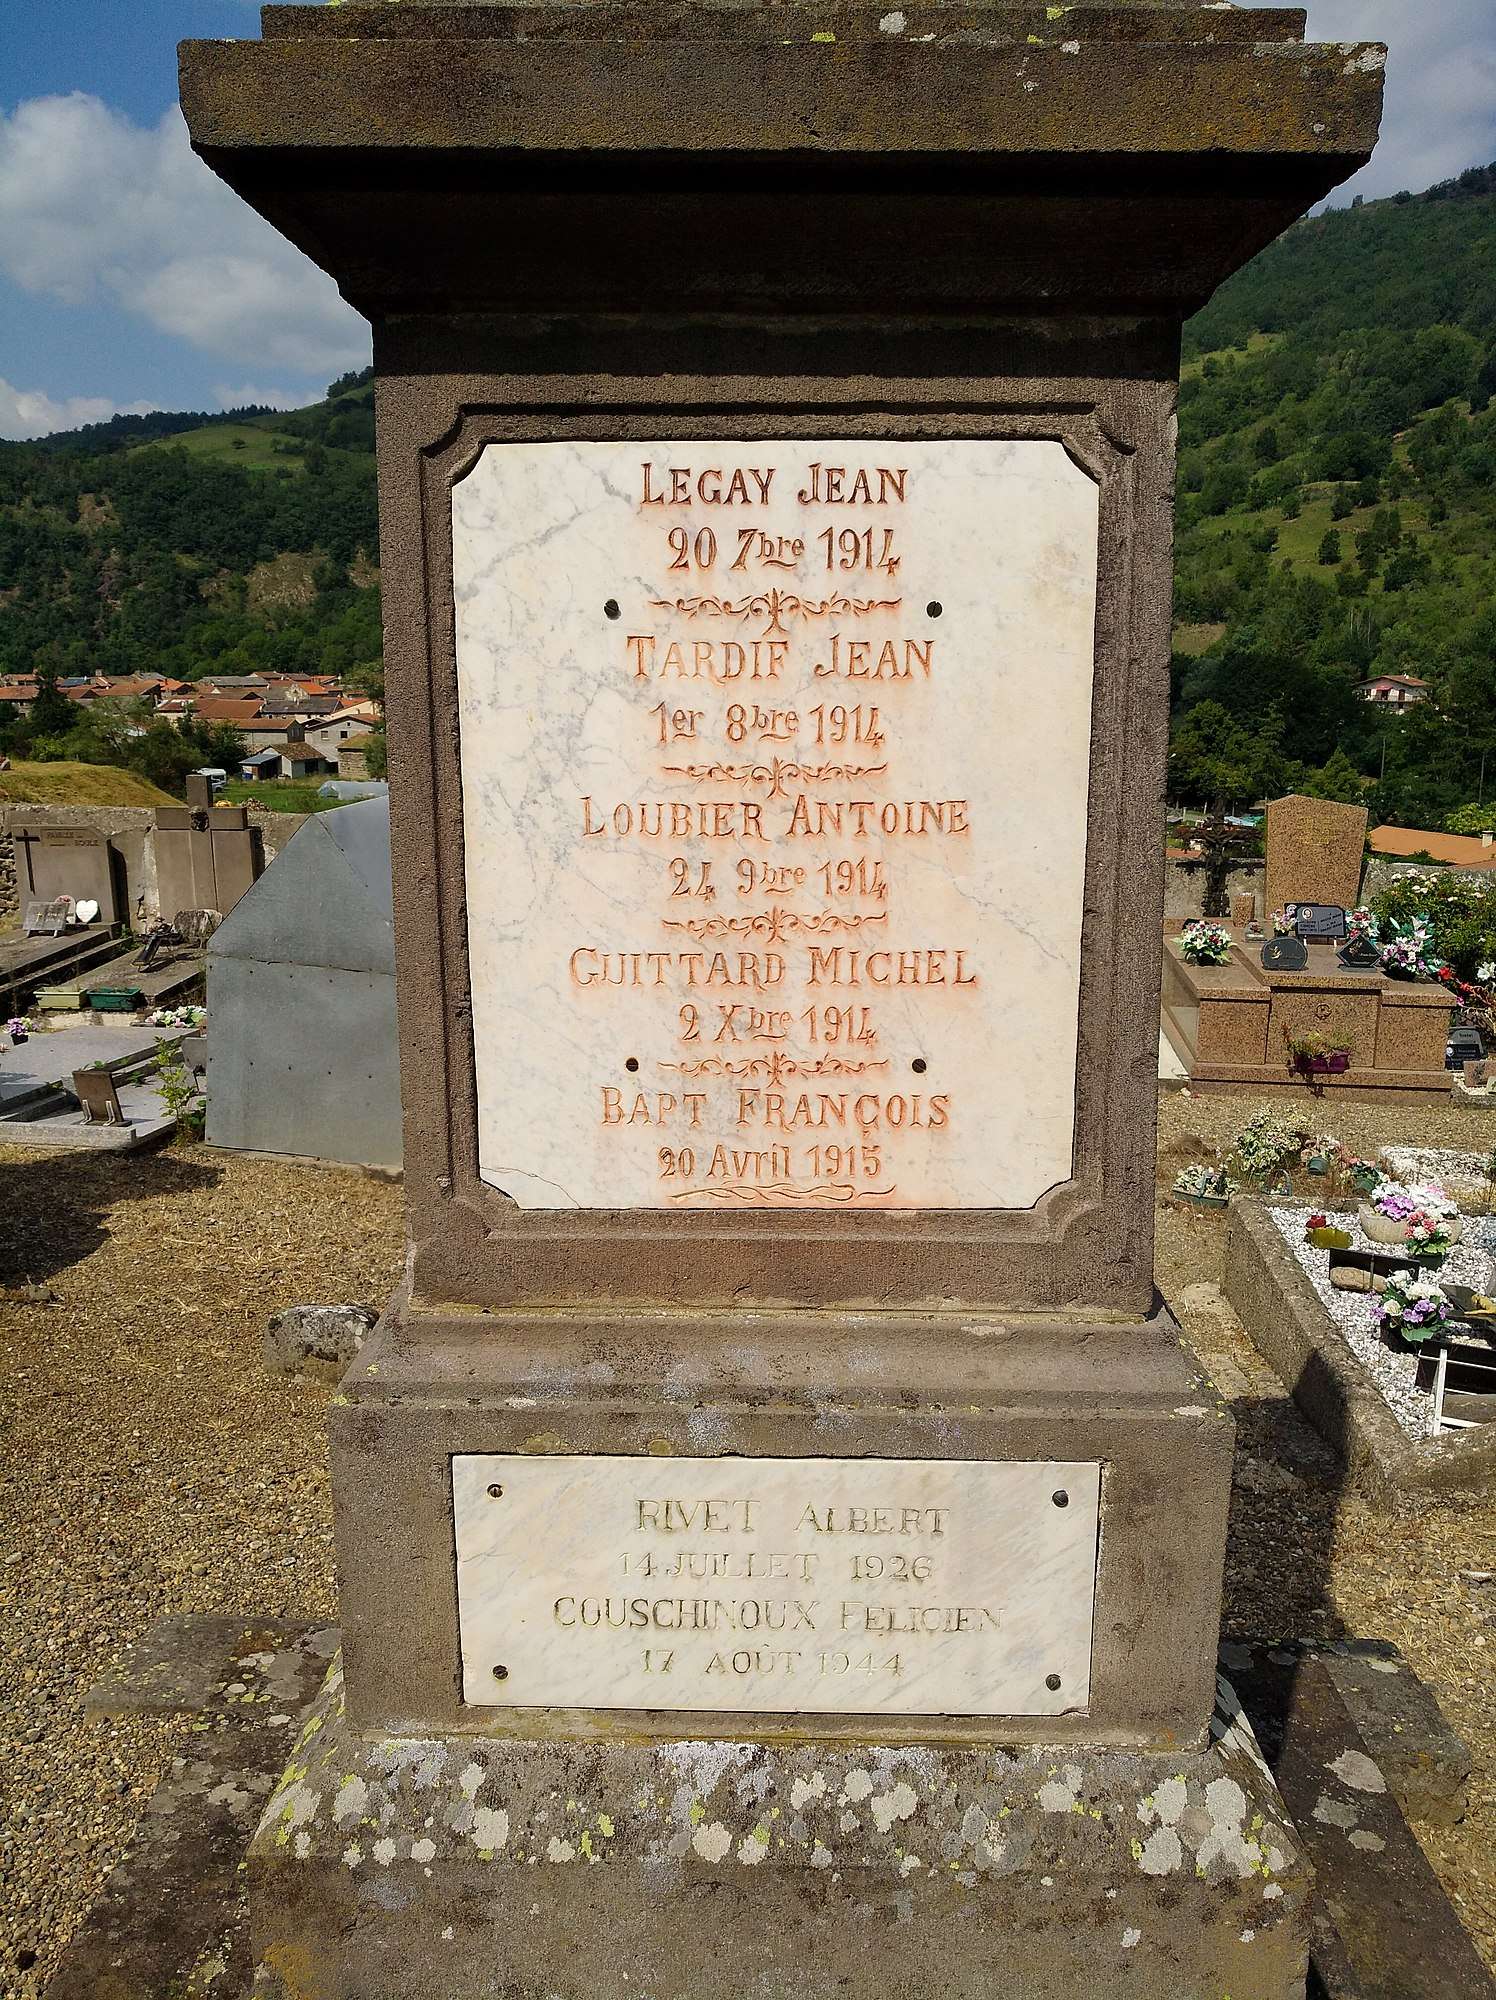 LEGAY JEAN
20 7bre 1914
TARDIF JEAN
1er 8bre 1914
LOUBIER ANTOINE
24 9bre 1914
GUITTARD MICHEL
2 Xbre 1914
BAPT FRANÇOIS
20 Avril 1915
RIVET ALBERT
14 JUILLET 1926
COUSCHINOUX FELICIEN
17 AOÛT 1944